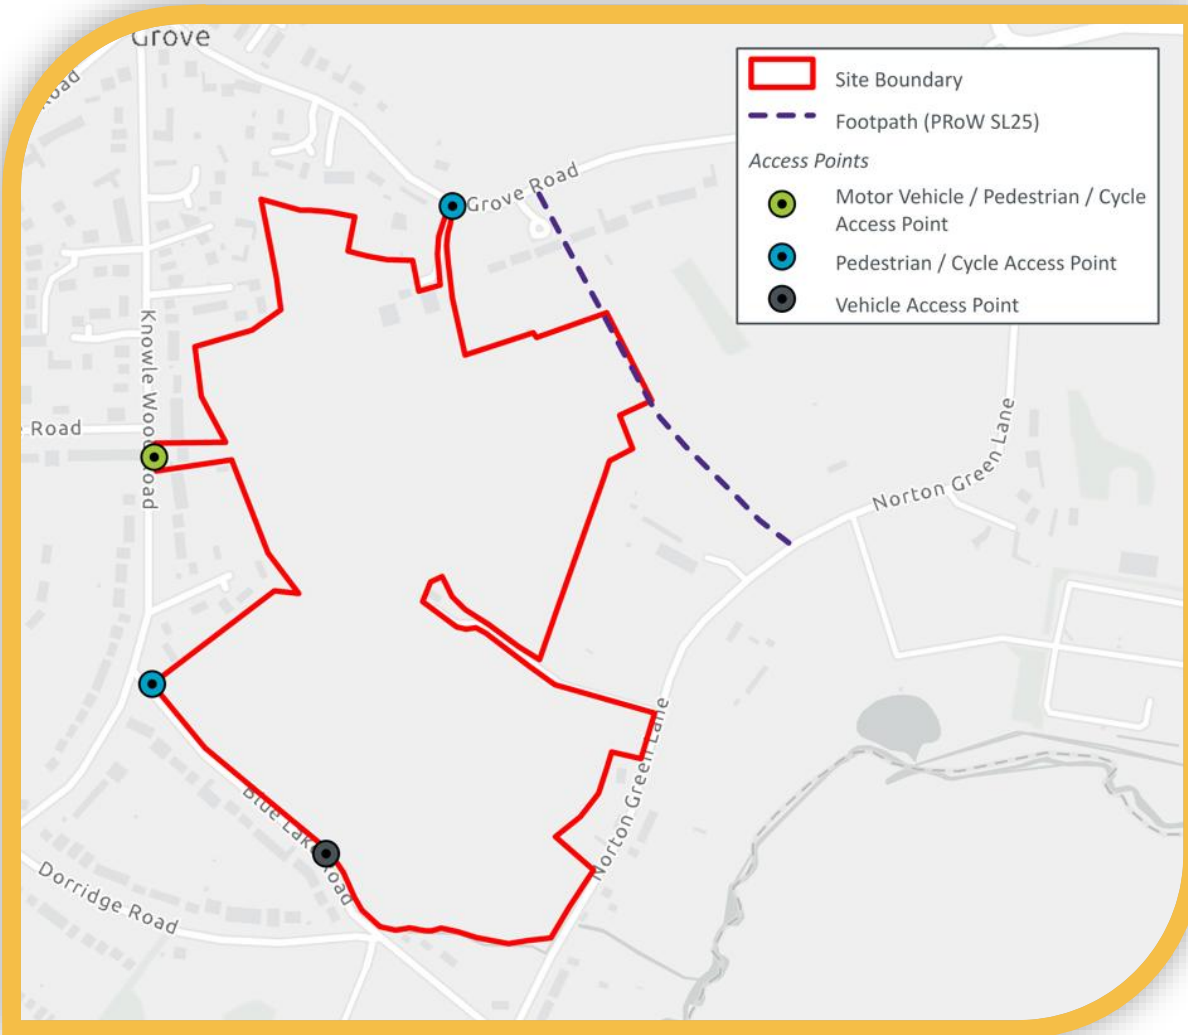 Grove
Road
Site Boundary
Footpath (PRoW SL25)
Access Points
Motor Vehicle / Pedestrian / Cycle
Access Point
Pedestrian / Cycle Access Point
Vehicle Access Point
Grove Road
Knowle Wood Road
Road
Norton Green Lane
Norton Green Lane
Blue Lake Road
Dorridge Road